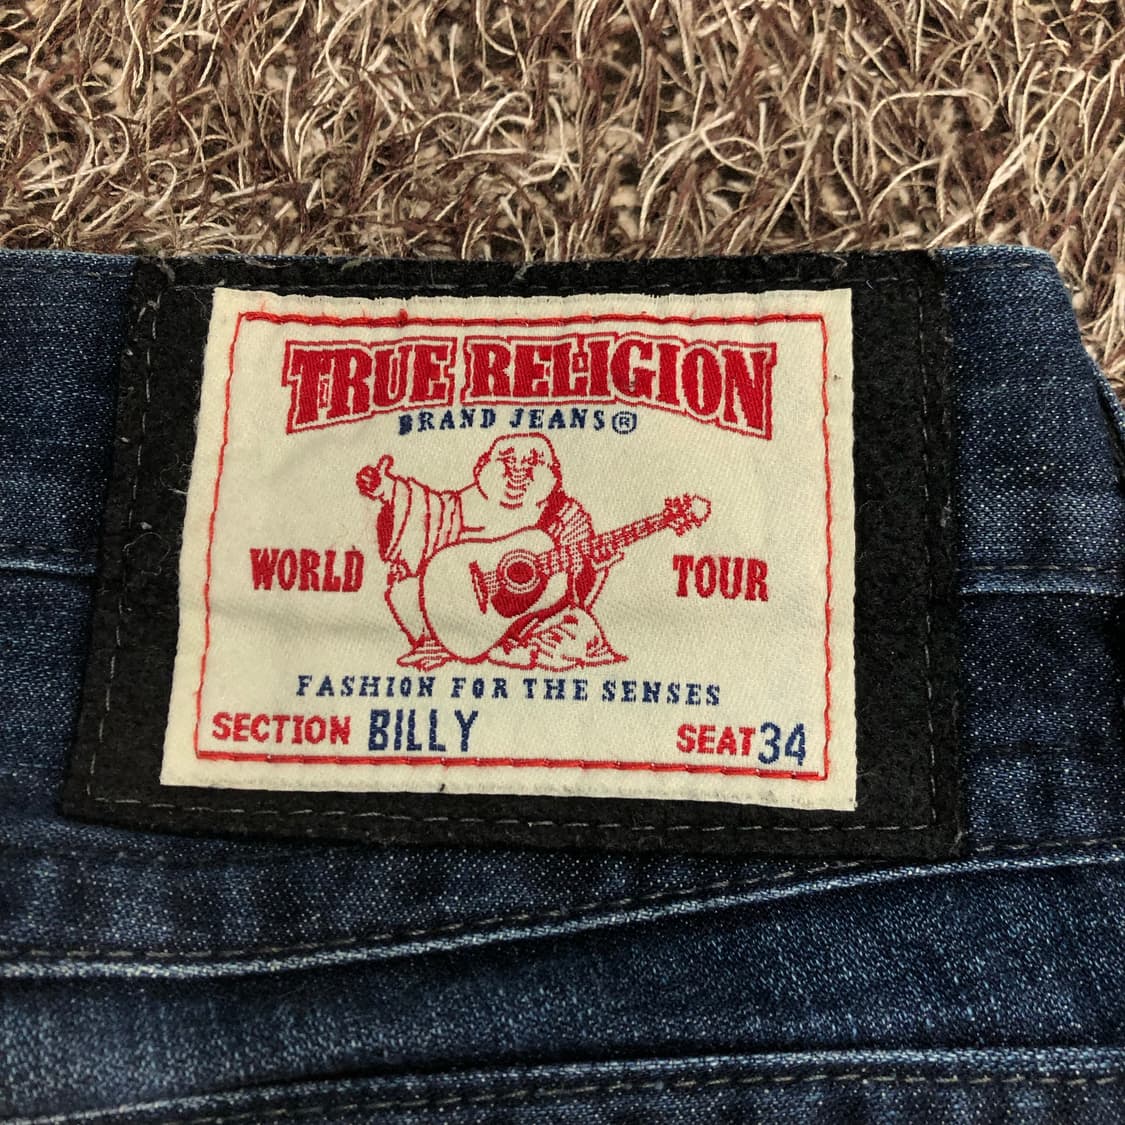 TRUE RELIGION
BRAND JEANS®
WORLD TOUR
FASHION FOR THE SENSES
SECTION BILLY SEAT 34